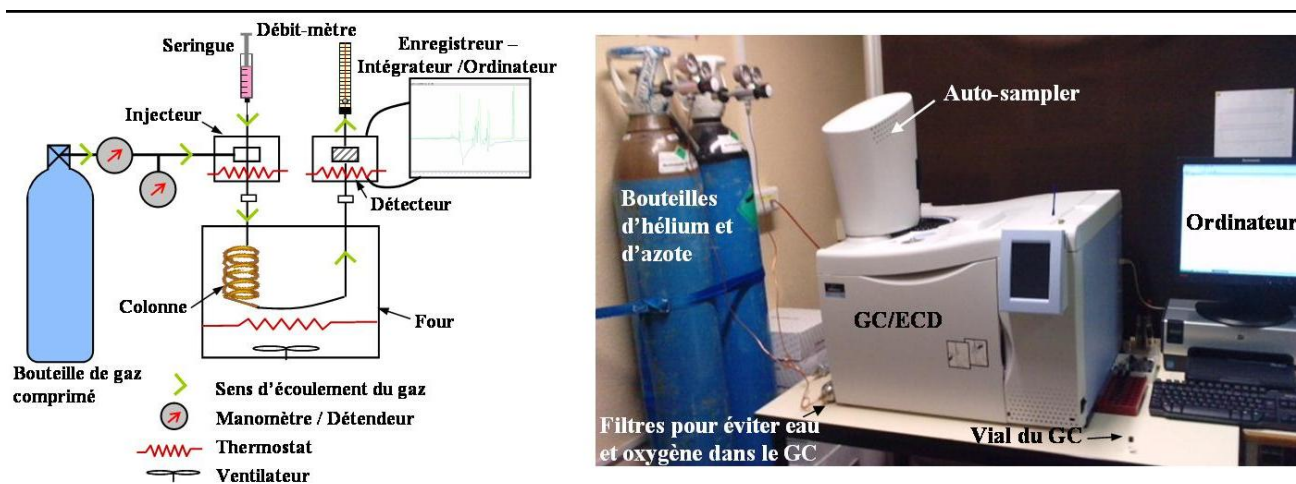 Seringue
Débit-mètre
Enregistreur –
Intégrateur /Ordinateur
Injecteur
Détecteur
Colonne
Four
Bouteille de gaz
comprimé
Sens d'écoulement du gaz
Manomètre / Détendeur
Thermostat
Ventilateur
Auto-sampler
Bouteilles
d'hélium et
d'azote
Ordinateur
GC/ECD
Filtres pour éviter eau
et oxygène dans le GC
Vial du GC